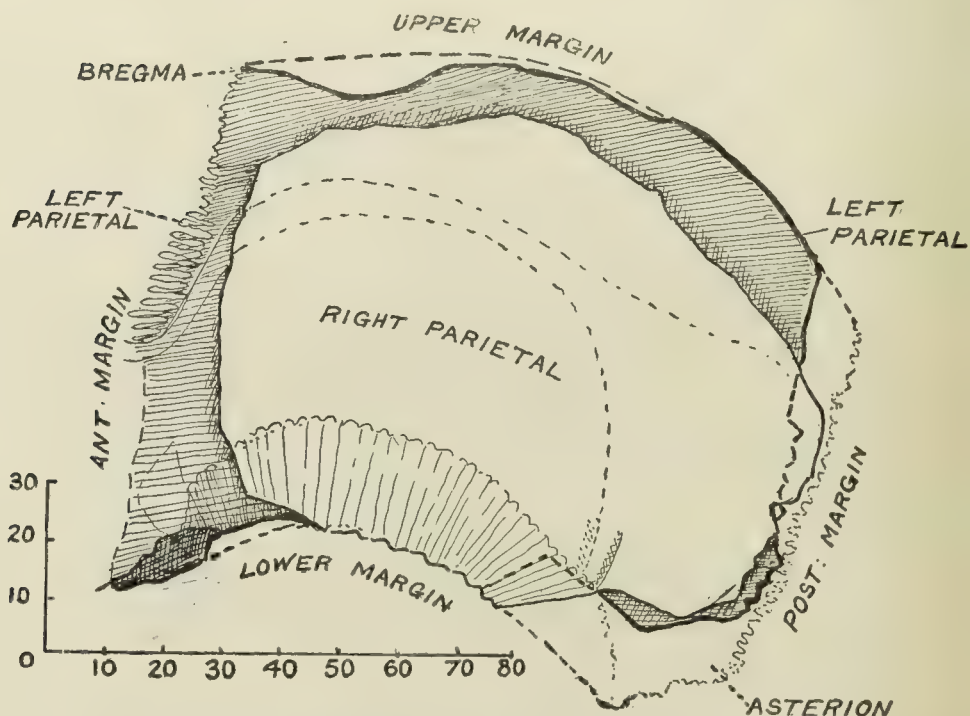 UPPER MARGIN
BREGMA
LEFT
PARIETAL
LEFT
PARIETAL
ANT. MARGIN
RIGHT PARIETAL
LOWER MARGIN
POST. MARGIN
ASTERION
30
20
10
0
10 20 30 40 50 60 70 80